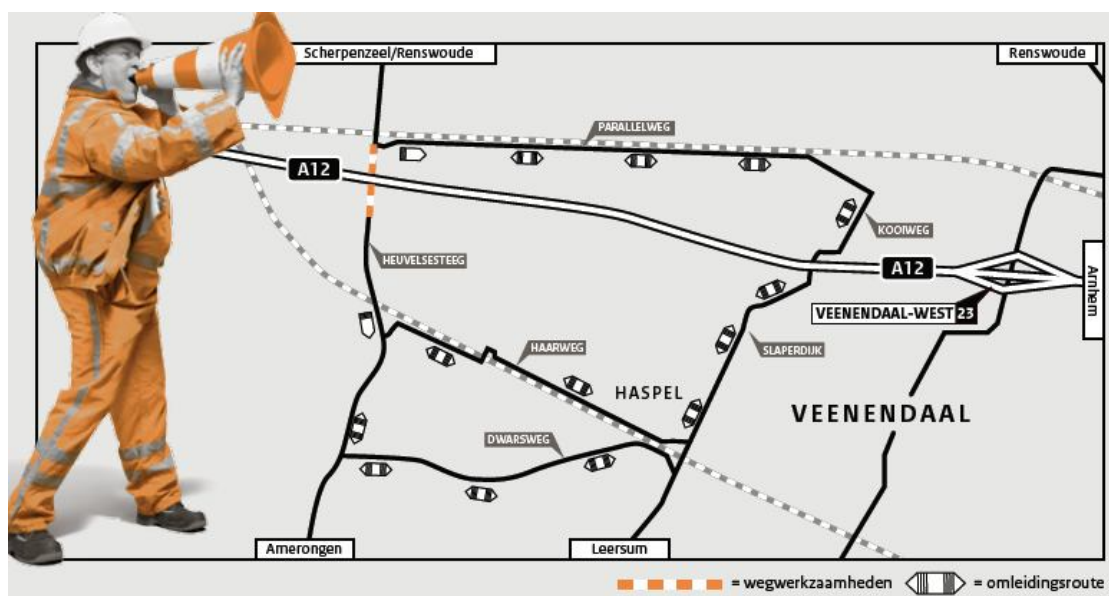 Scherpenzeel/Renswoude
Renswoude
PARALLELWEG
A12
KOOIWEG
HEUVELSESTEEG
A12
Arnhem
VEENENDAAL-WEST 23
HAARWEG
SLAPERDIJK
HASPEL
VEENENDAAL
DWARSWEG
Amerongen
Leersum
= wegwerkzaamheden
= omleidingsroute